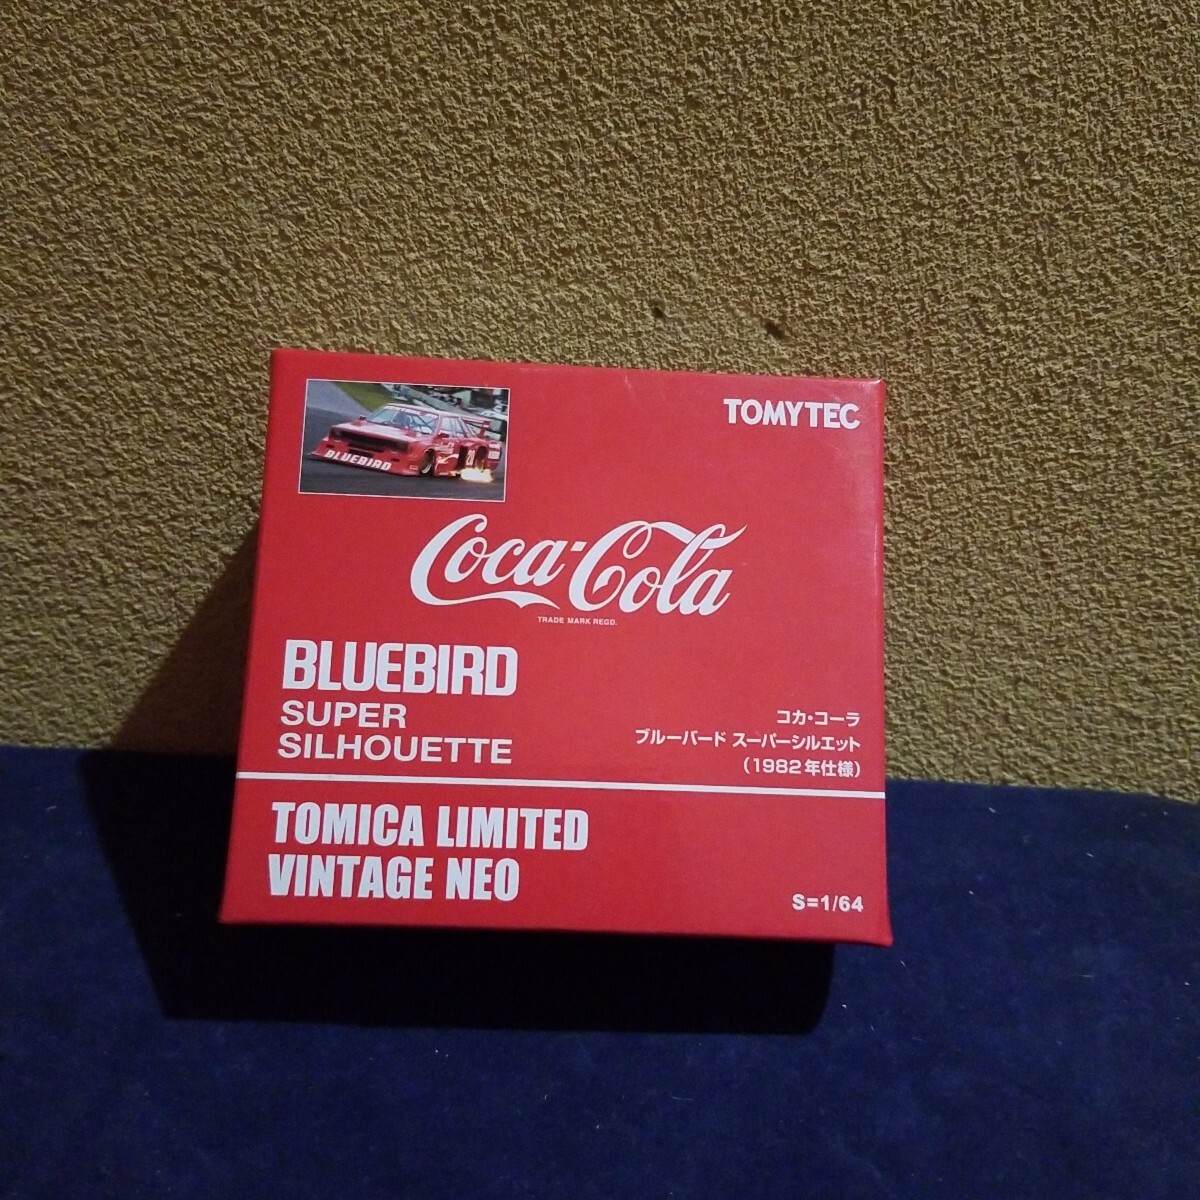 TOMYTEC
BLUEBIRD
20
Coca-Cola
TRADE MARK REGD.
BLUEBIRD
SUPER
SILHOUETTE
コカ・コーラ
ブルーバード スーパーシルエット
(1982年仕様)
TOMICA LIMITED
VINTAGE NEO
S=1/64